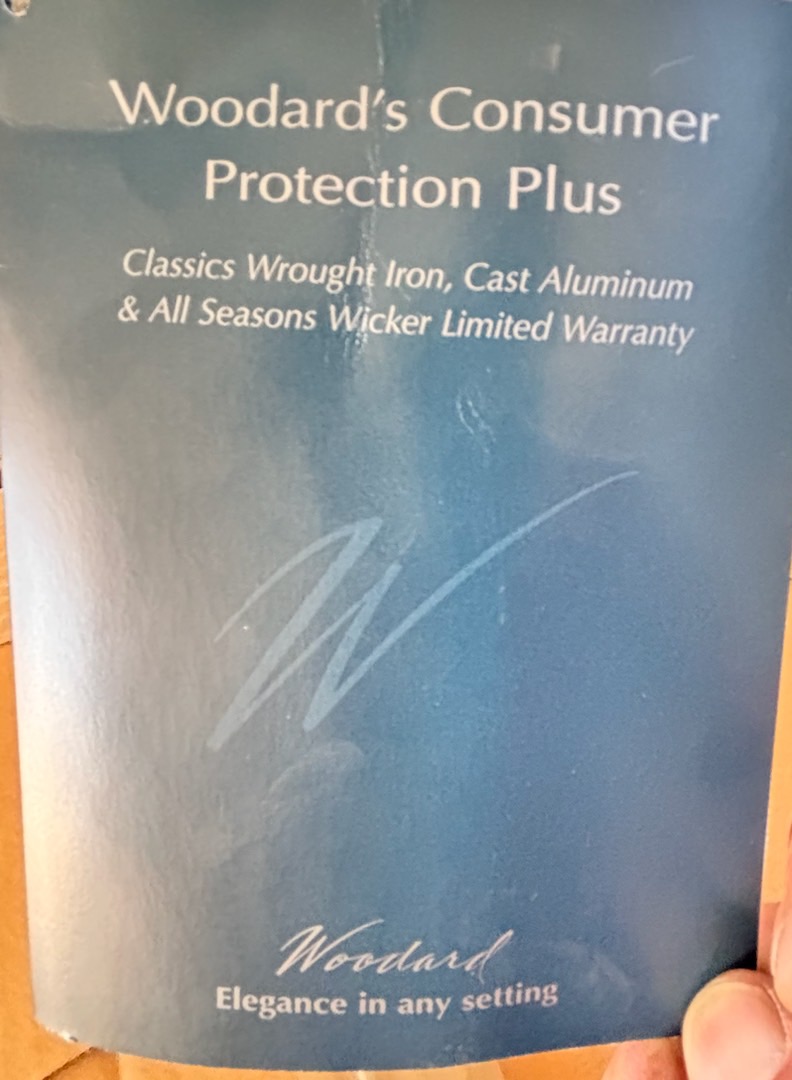 Woodard's Consumer
Protection Plus
Classics Wrought Iron, Cast Aluminum
& All Seasons Wicker Limited Warranty
W
Woodard
Elegance in any setting